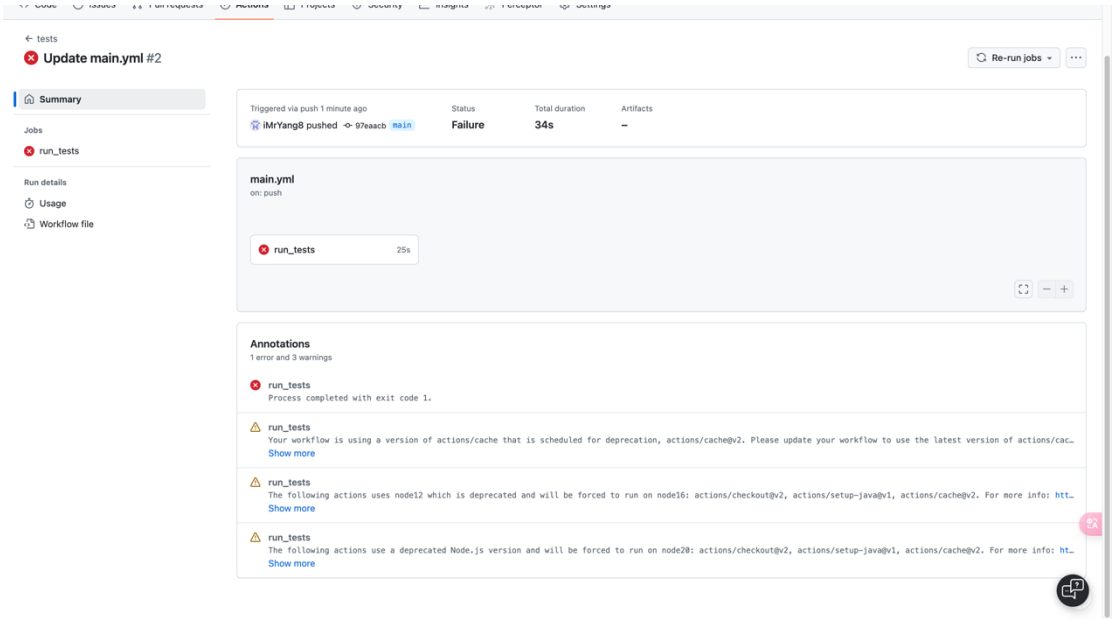 Code Issues Pull requests Actions Projects Security Insights Perceptor Settings
tests
Update main.yml #2
Re-run jobs
Summary
Jobs
run_tests
Run details
Usage
Workflow file
Triggered via push 1 minute ago
iMrYang8 pushed 97eaacb main
Status
Failure
Total duration
34s
Artifacts
–
main.yml
on: push
run_tests 25s
Annotations
1 error and 3 warnings
run_tests
Process completed with exit code 1.
run_tests
Your workflow is using a version of actions/cache that is scheduled for deprecation, actions/cache@v2. Please update your workflow to use the latest version of actions/cac…
Show more
run_tests
The following actions uses node12 which is deprecated and will be forced to run on node16: actions/checkout@v2, actions/setup-java@v1, actions/cache@v2. For more info: htt…
Show more
run_tests
The following actions use a deprecated Node.js version and will be forced to run on node20: actions/checkout@v2, actions/setup-java@v1, actions/cache@v2. For more info: ht…
Show more